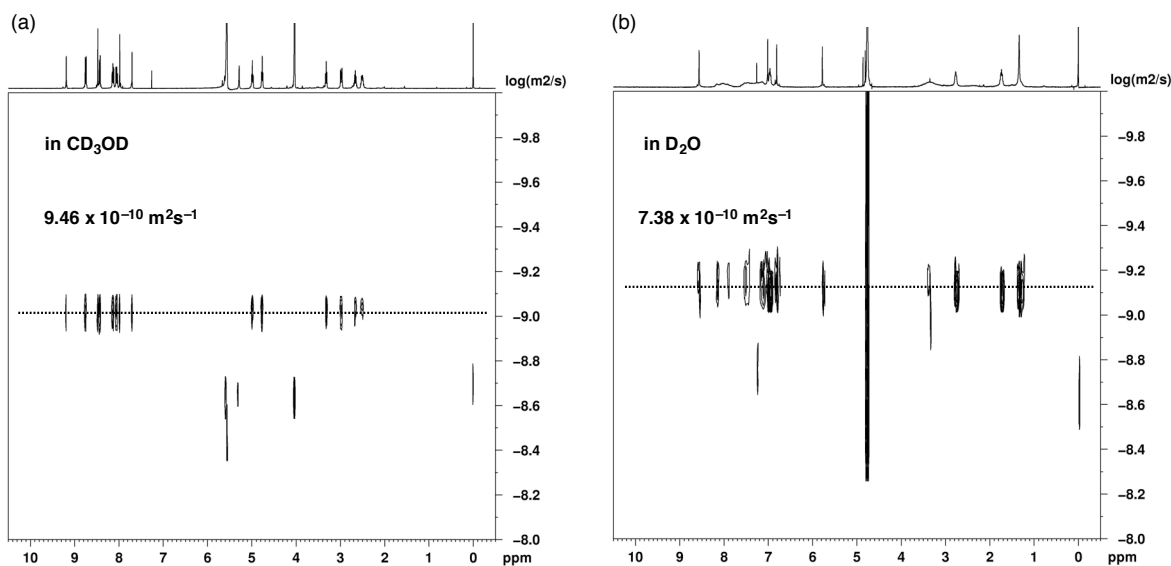 (a)
log(m2/s)
in CD₃OD
9.46 x 10⁻¹⁰ m²s⁻¹
−9.8
−9.6
−9.4
−9.2
−9.0
−8.8
−8.6
−8.4
−8.2
−8.0
10 9 8 7 6 5 4 3 2 1 0 ppm
(b)
log(m2/s)
in D₂O
7.38 x 10⁻¹⁰ m²s⁻¹
−9.8
−9.6
−9.4
−9.2
−9.0
−8.8
−8.6
−8.4
−8.2
−8.0
10 9 8 7 6 5 4 3 2 1 0 ppm